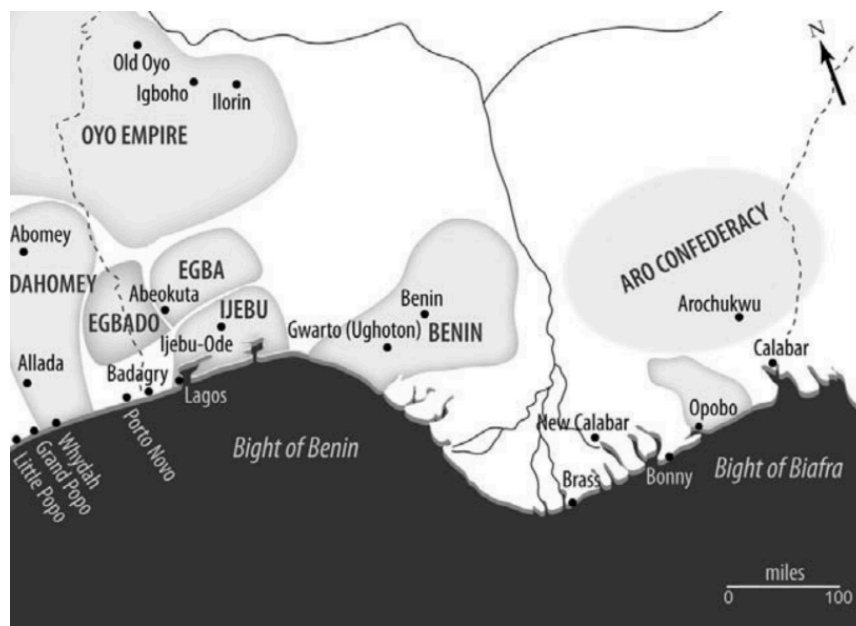 N
Old Oyo
Igboho
Ilorin
OYO EMPIRE
Abomey
DAHOMEY
EGBA
Abeokuta
EGBADO
IJEBU
Ijebu-Ode
Allada
Badagry
Lagos
Porto Novo
Whydah
Grand Popo
Little Popo
Benin
Gwarto (Ughoton)
BENIN
ARO CONFEDERACY
Arochukwu
Calabar
Opobo
New Calabar
Bonny
Brass
Bight of Benin
Bight of Biafra
miles
0 100